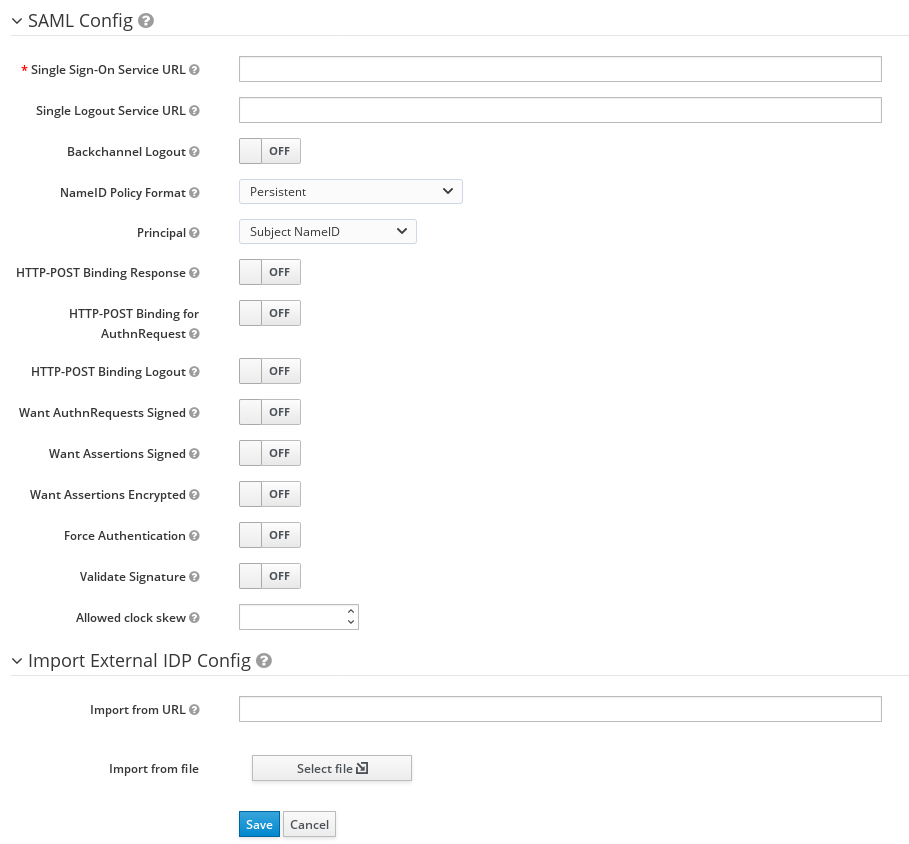 SAML Config
* Single Sign-On Service URL
Single Logout Service URL
Backchannel Logout OFF
NameID Policy Format Persistent
Principal Subject NameID
HTTP-POST Binding Response OFF
HTTP-POST Binding for OFF
AuthnRequest
HTTP-POST Binding Logout OFF
Want AuthnRequests Signed OFF
Want Assertions Signed OFF
Want Assertions Encrypted OFF
Force Authentication OFF
Validate Signature OFF
Allowed clock skew
Import External IDP Config
Import from URL
Import from file Select file
Save Cancel